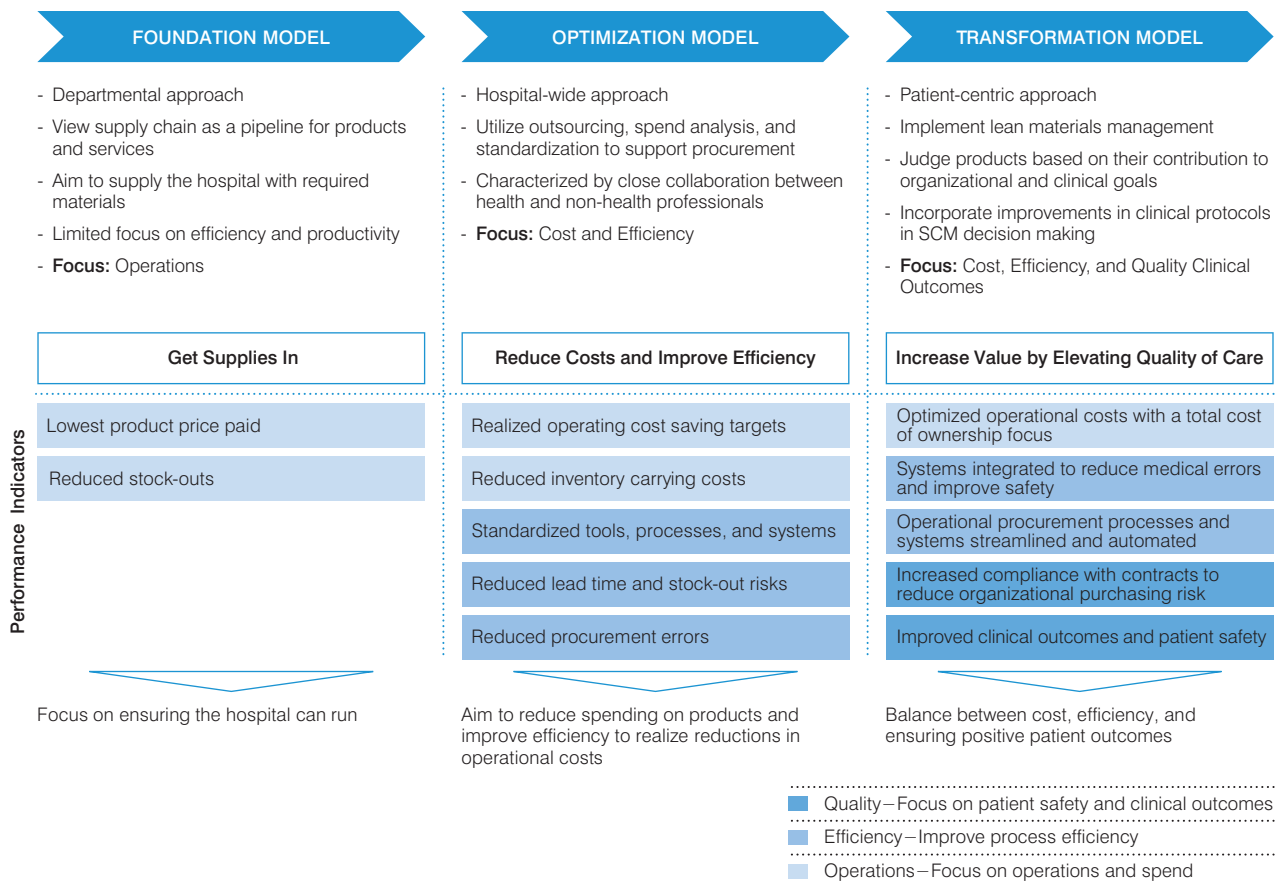 FOUNDATION MODEL
- Departmental approach
- View supply chain as a pipeline for products
and services
- Aim to supply the hospital with required
materials
- Limited focus on efficiency and productivity
- Focus: Operations
OPTIMIZATION MODEL
- Hospital-wide approach
- Utilize outsourcing, spend analysis, and
standardization to support procurement
- Characterized by close collaboration between
health and non-health professionals
- Focus: Cost and Efficiency
TRANSFORMATION MODEL
- Patient-centric approach
- Implement lean materials management
- Judge products based on their contribution to
organizational and clinical goals
- Incorporate improvements in clinical protocols
in SCM decision making
- Focus: Cost, Efficiency, and Quality Clinical
Outcomes
Get Supplies In
Reduce Costs and Improve Efficiency
Increase Value by Elevating Quality of Care
Performance Indicators
Lowest product price paid
Reduced stock-outs
Realized operating cost saving targets
Reduced inventory carrying costs
Standardized tools, processes, and systems
Reduced lead time and stock-out risks
Reduced procurement errors
Optimized operational costs with a total cost
of ownership focus
Systems integrated to reduce medical errors
and improve safety
Operational procurement processes and
systems streamlined and automated
Increased compliance with contracts to
reduce organizational purchasing risk
Improved clinical outcomes and patient safety
Focus on ensuring the hospital can run
Aim to reduce spending on products and
improve efficiency to realize reductions in
operational costs
Balance between cost, efficiency, and
ensuring positive patient outcomes
Quality–Focus on patient safety and clinical outcomes
Efficiency–Improve process efficiency
Operations–Focus on operations and spend